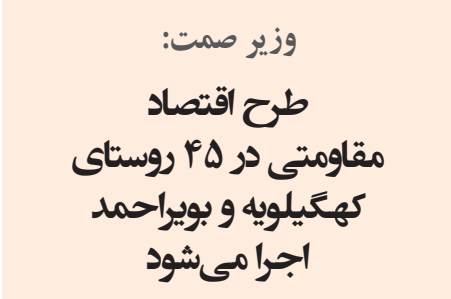 وزیر صمت:
طرح اقتصاد
مقاومتی در ۴۵ روستای
کهگیلویه و بویراحمد
اجرا می‌شود